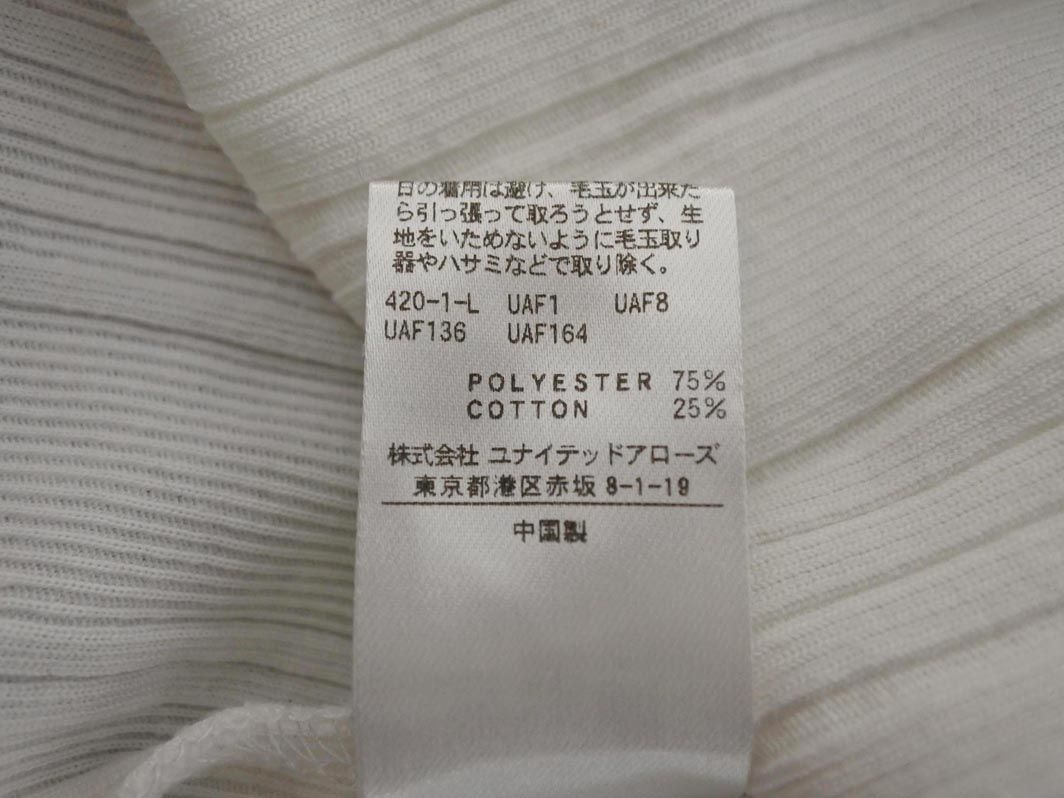 日の着用は避け、毛玉が出来た
ら引っ張って取ろうとせず、生
地をいためないように毛玉取り
器やハサミなどで取り除く。
420-1-L UAF1 UAF8
UAF136 UAF164
POLYESTER 75%
COTTON 25%
株式会社 ユナイテッドアローズ
東京都港区赤坂 8-1-19
中国製